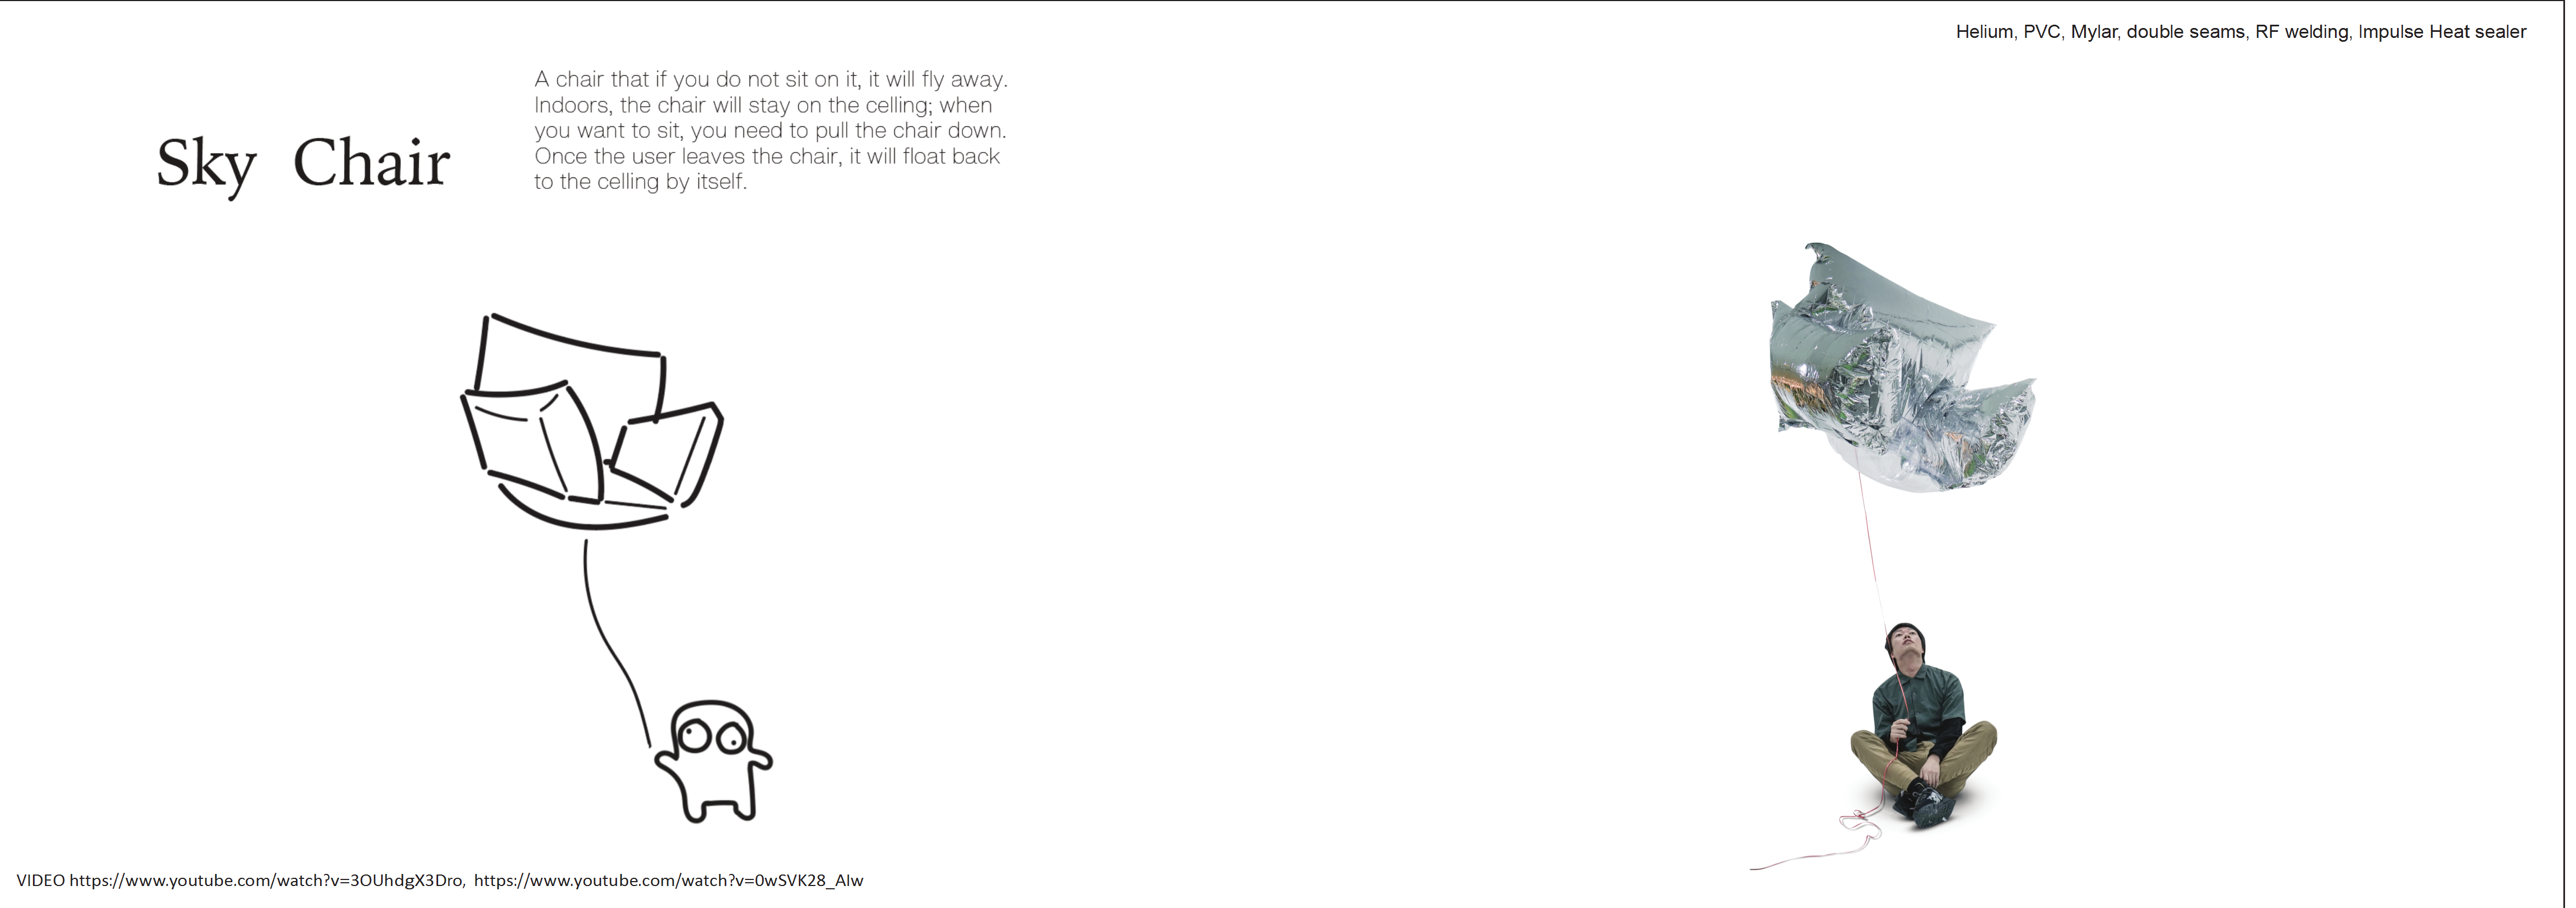 Helium, PVC, Mylar, double seams, RF welding, Impulse Heat sealer
Sky Chair
A chair that if you do not sit on it, it will fly away.
Indoors, the chair will stay on the celling; when
you want to sit, you need to pull the chair down.
Once the user leaves the chair, it will float back
to the celling by itself.
VIDEO https://www.youtube.com/watch?v=3OUhdgX3Dro, https://www.youtube.com/watch?v=0wSVK28_AIw